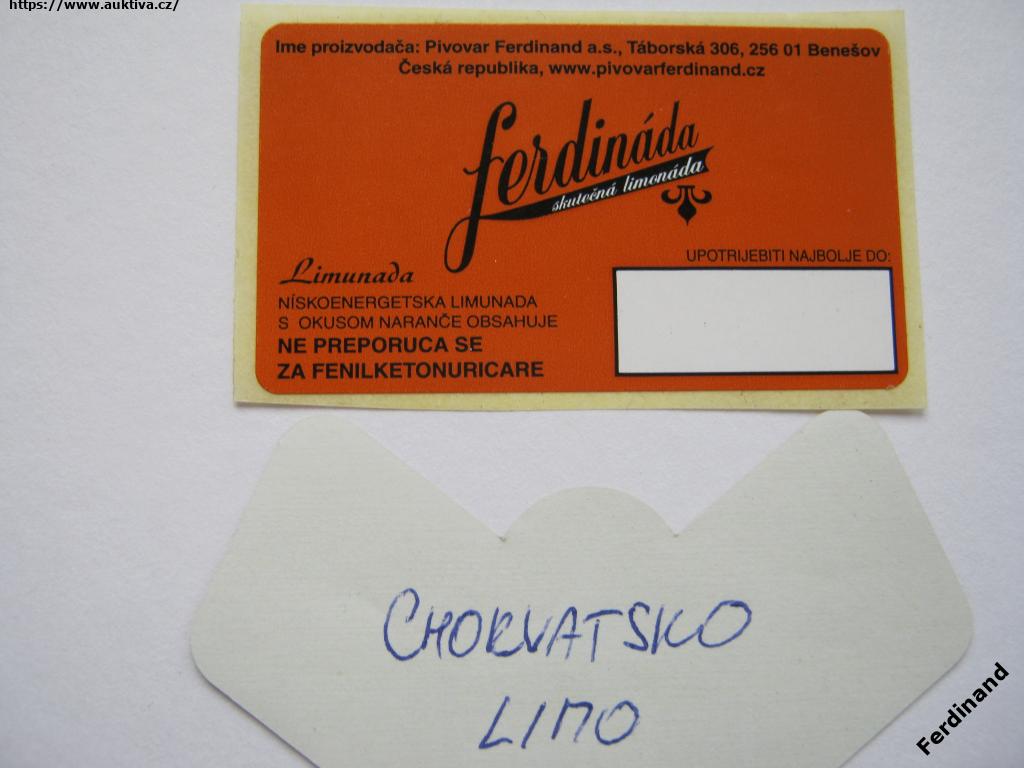 https://www.auktiva.cz/
Ime proizvodača: Pivovar Ferdinand a.s., Táborská 306, 256 01 Benešov
Česká republika, www.pivovarferdinand.cz
ferdináda
skutečná limonáda
UPOTRIJEBITI NAJBOLJE DO:
Limunada
NÍSKOENERGETSKA LIMUNADA
S OKUSOM NARANČE OBSAHUJE
NE PREPORUCA SE
ZA FENILKETONURICARE
CHORVATSKO
LIMO
Ferdinand